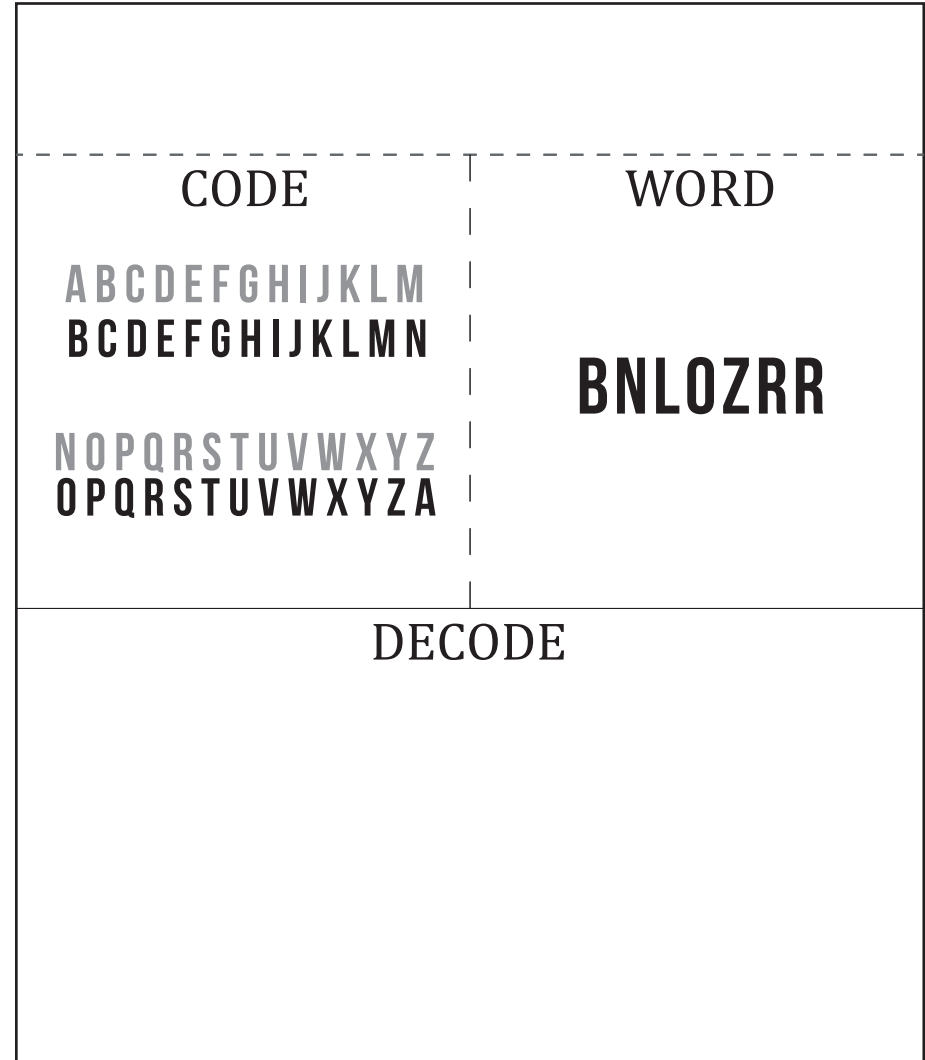 CODE
ABCDEFGHIJKLM
BCDEFGHIJKLMN
NOPQRSTUVWXYZ
OPQRSTUVWXYZA
WORD
BNLOZRR
DECODE